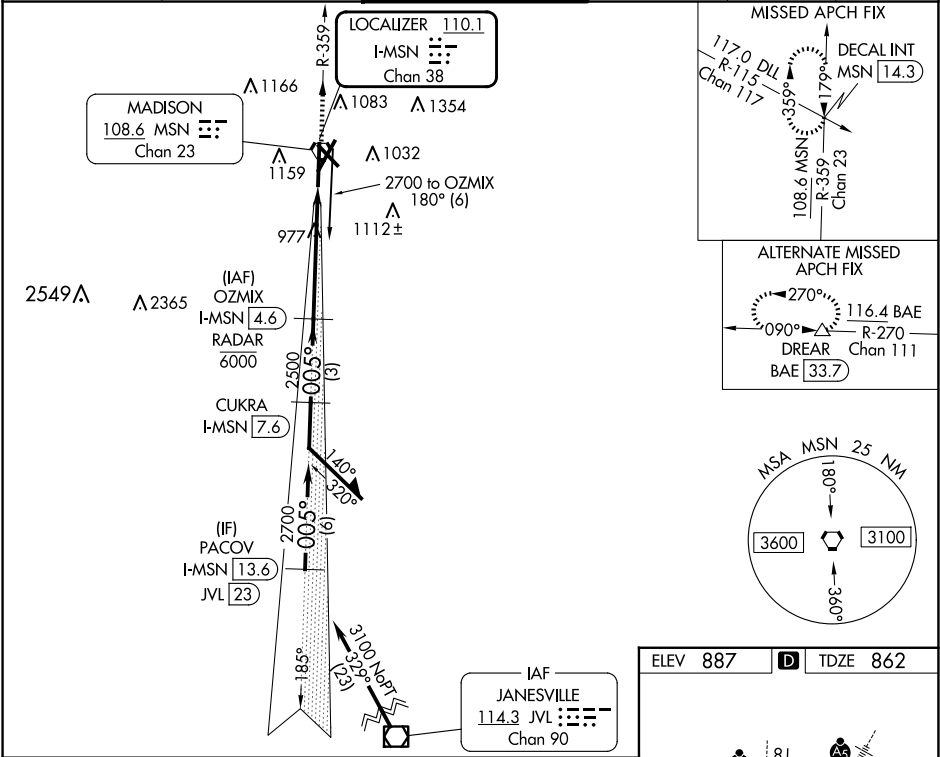 R-359
LOCALIZER 110.1
I-MSN
Chan 38
1166
1083
1354
MADISON
108.6 MSN
Chan 23
1159
1032
2700 to OZMIX
180° (6)
977
1112±
2549
2365
(IAF)
OZMIX
I-MSN 4.6
RADAR
6000
2500
005°
(3)
CUKRA
I-MSN 7.6
140°
320°
2700
005°
(6)
(IF)
PACOV
I-MSN 13.6
JVL 23
185°
3100 NoPT
329°
(23)
IAF
JANESVILLE
114.3 JVL
Chan 90
MISSED APCH FIX
117.0 DLL
R-115
Chan 117
359°
179°
DECAL INT
MSN 14.3
108.6 MSN
R-359
Chan 23
ALTERNATE MISSED
APCH FIX
270°
090°
116.4 BAE
R-270
Chan 111
DREAR
BAE 33.7
MSA MSN 25 NM
180°
3600
3100
360°
ELEV 887 D TDZE 862
A5